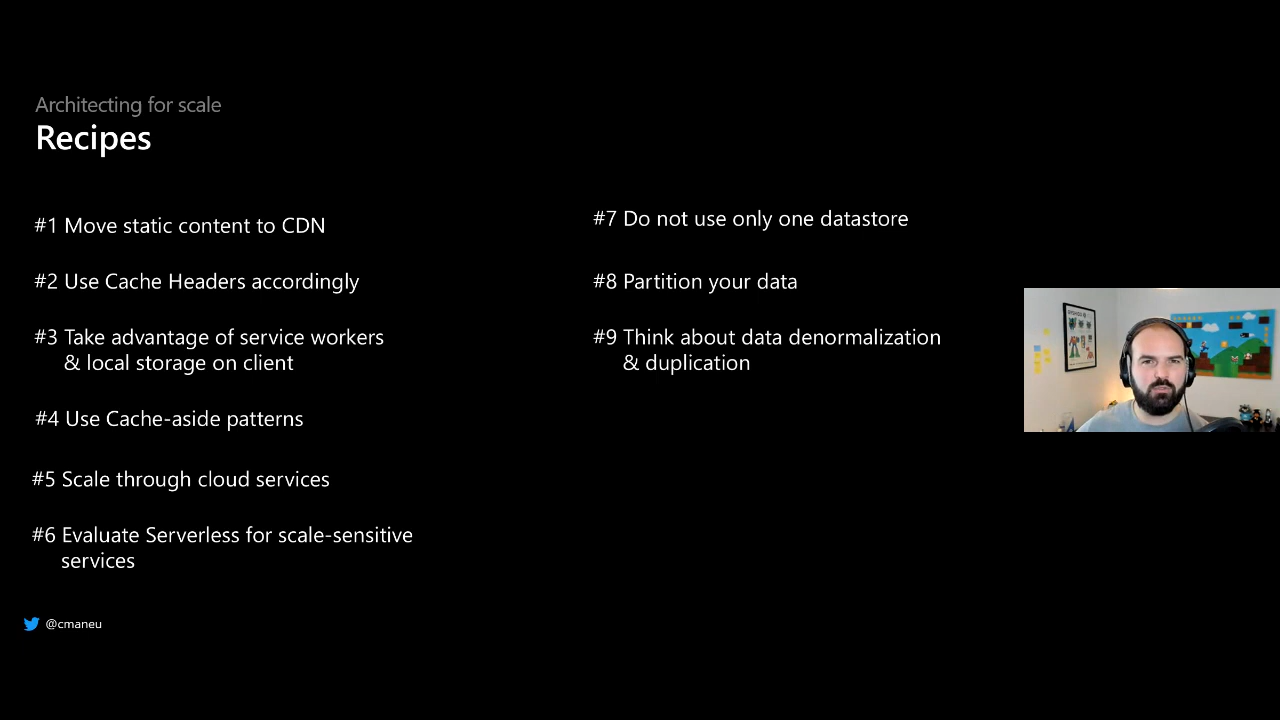 Architecting for scale
Recipes
#1 Move static content to CDN
#2 Use Cache Headers accordingly
#3 Take advantage of service workers
& local storage on client
#4 Use Cache-aside patterns
#5 Scale through cloud services
#6 Evaluate Serverless for scale-sensitive
services
#7 Do not use only one datastore
#8 Partition your data
#9 Think about data denormalization
& duplication
@cmaneu